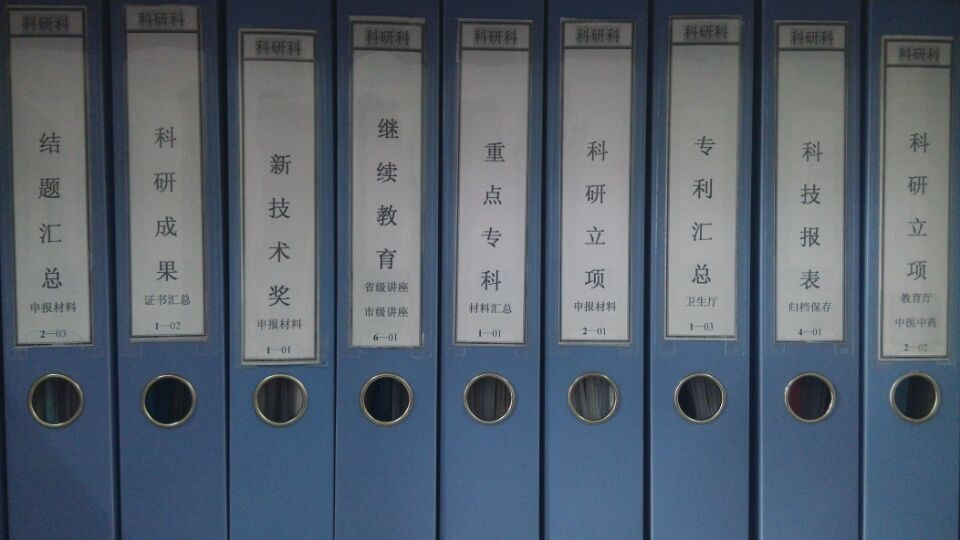 科研科
结题汇总
申报材料
2—03
科研科
科研成果
证书汇总
1—02
科研科
新技术奖
申报材料
1—01
科研科
继续教育
省级讲座
市级讲座
6—01
科研科
重点专科
材料汇总
1—01
科研科
科研立项
申报材料
2—01
科研科
专利汇总
卫生厅
1—03
科研科
科技报表
归档保存
4—01
科研科
科研立项
教育厅
中医中药
2—02